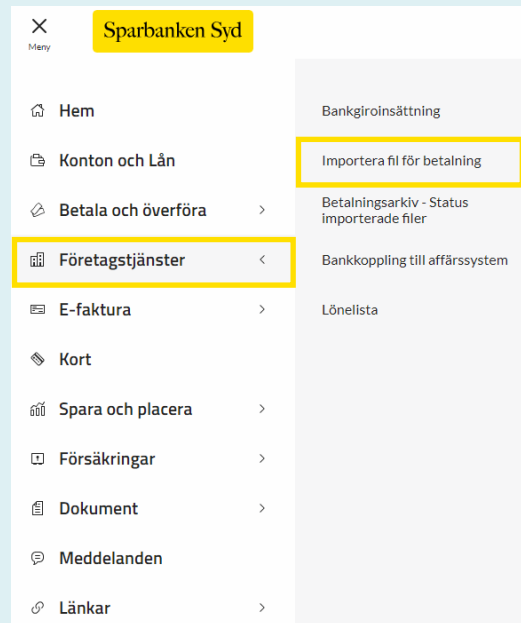 Meny
Sparbanken Syd
Hem
Konton och Lån
Betala och överföra
Företagstjänster
E-faktura
Kort
Spara och placera
Försäkringar
Dokument
Meddelanden
Länkar
Bankgiroinsättning
Importera fil för betalning
Betalningsarkiv - Status
importerade filer
Bankkoppling till affärssystem
Lönelista